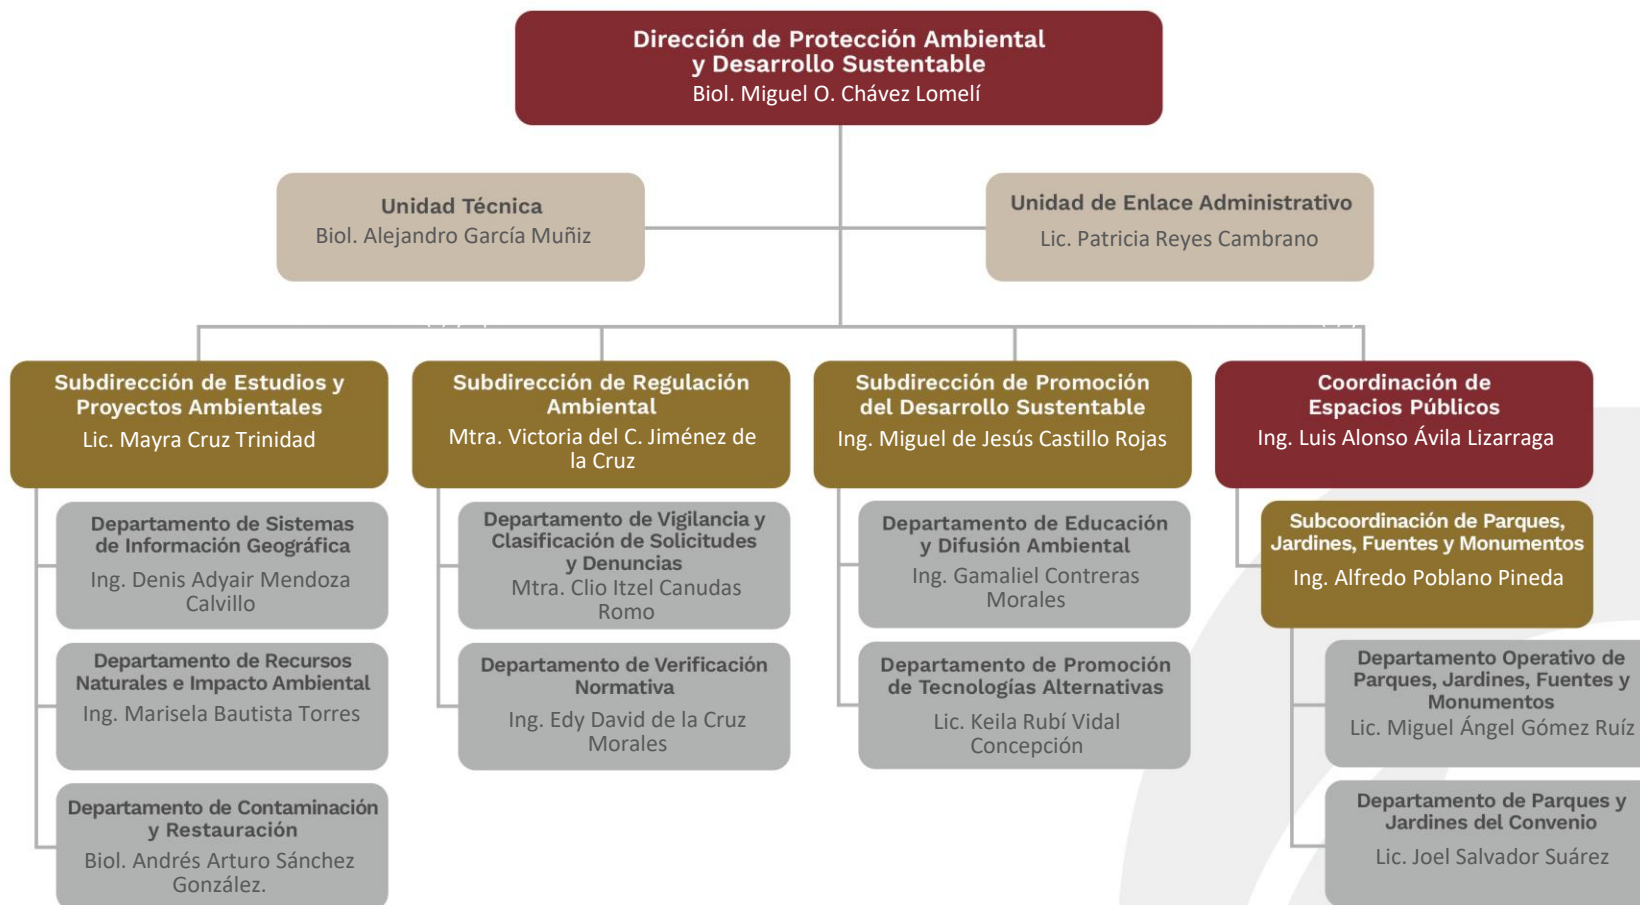 Dirección de Protección Ambiental
y Desarrollo Sustentable
Biol. Miguel O. Chávez Lomelí
Unidad Técnica
Biol. Alejandro García Muñiz
Unidad de Enlace Administrativo
Lic. Patricia Reyes Cambrano
Subdirección de Estudios y
Proyectos Ambientales
Lic. Mayra Cruz Trinidad
Subdirección de Regulación
Ambiental
Mtra. Victoria del C. Jiménez de
la Cruz
Subdirección de Promoción
del Desarrollo Sustentable
Ing. Miguel de Jesús Castillo Rojas
Coordinación de
Espacios Públicos
Ing. Luis Alonso Ávila Lizarraga
Departamento de Sistemas
de Información Geográfica
Ing. Denis Adyair Mendoza
Calvillo
Departamento de Vigilancia y
Clasificación de Solicitudes
y Denuncias
Mtra. Clio Itzel Canudas
Romo
Departamento de Educación
y Difusión Ambiental
Ing. Gamaliel Contreras
Morales
Subcoordinación de Parques,
Jardines, Fuentes y Monumentos
Ing. Alfredo Poblano Pineda
Departamento de Recursos
Naturales e Impacto Ambiental
Ing. Marisela Bautista Torres
Departamento de Verificación
Normativa
Ing. Edy David de la Cruz
Morales
Departamento de Promoción
de Tecnologías Alternativas
Lic. Keila Rubí Vidal
Concepción
Departamento Operativo de
Parques, Jardines, Fuentes y
Monumentos
Lic. Miguel Ángel Gómez Ruíz
Departamento de Contaminación
y Restauración
Biol. Andrés Arturo Sánchez
González.
Departamento de Parques y
Jardines del Convenio
Lic. Joel Salvador Suárez